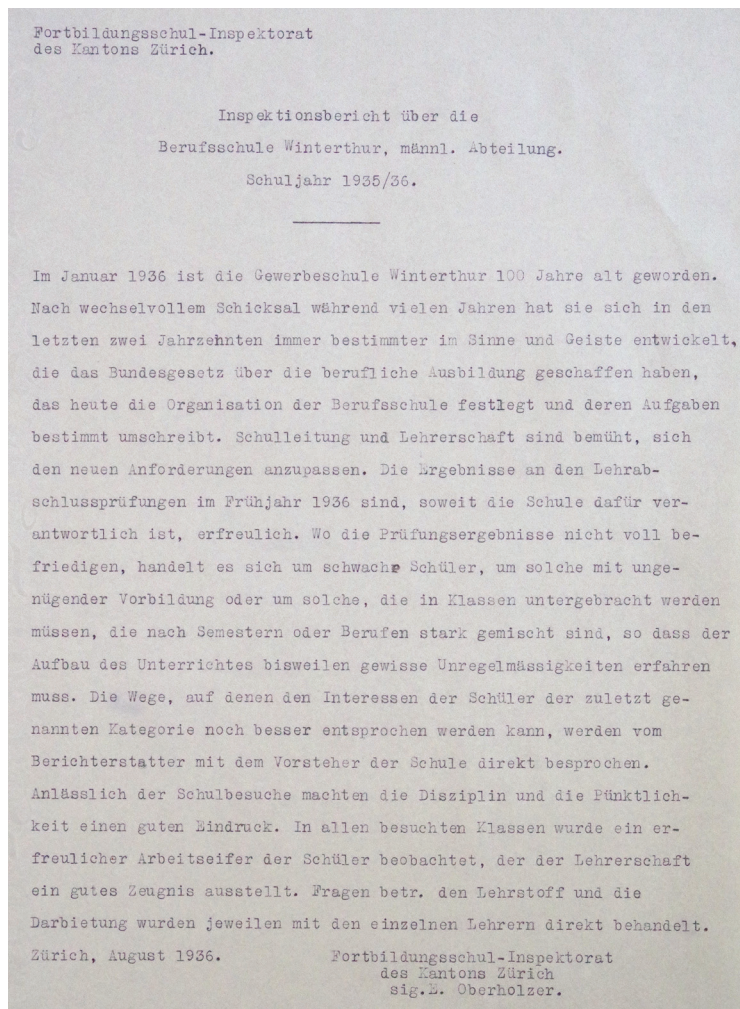 Fortbildungsschul-Inspektorat
des Kantons Zürich.
Inspektionsbericht über die
Berufsschule Winterthur, männl. Abteilung.
Schuljahr 1935/36.
Im Januar 1936 ist die Gewerbeschule Winterthur 100 Jahre alt geworden.
Nach wechselvollem Schicksal während vielen Jahren hat sie sich in den
letzten zwei Jahrzehnten immer bestimmter im Sinne und Geiste entwickelt,
die das Bundesgesetz über die berufliche Ausbildung geschaffen haben,
das heute die Organisation der Berufsschule festlegt und deren Aufgaben
bestimmt umschreibt. Schulleitung und Lehrerschaft sind bemüht, sich
den neuen Anforderungen anzupassen. Die Ergebnisse an den Lehrab-
schlussprüfungen im Frühjahr 1936 sind, soweit die Schule dafür ver-
antwortlich ist, erfreulich. Wo die Prüfungsergebnisse nicht voll be-
friedigen, handelt es sich um schwache Schüler, um solche mit unge-
nügender Vorbildung oder um solche, die in Klassen untergebracht werden
müssen, die nach Semestern oder Berufen stark gemischt sind, so dass der
Aufbau des Unterrichtes bisweilen gewisse Unregelmässigkeiten erfahren
muss. Die Wege, auf denen den Interessen der Schüler der zuletzt ge-
nannten Kategorie noch besser entsprochen werden kann, werden vom
Berichterstatter mit dem Vorsteher der Schule direkt besprochen.
Anlässlich der Schulbesuche machten die Disziplin und die Pünktlich-
keit einen guten Eindruck. In allen besuchten Klassen wurde ein er-
freulicher Arbeitseifer der Schüler beobachtet, der der Lehrerschaft
ein gutes Zeugnis ausstellt. Fragen betr. den Lehrstoff und die
Darbietung wurden jeweilen mit den einzelnen Lehrern direkt behandelt.
Zürich, August 1936. Fortbildungsschul-Inspektorat
des Kantons Zürich
sig.E. Oberholzer.